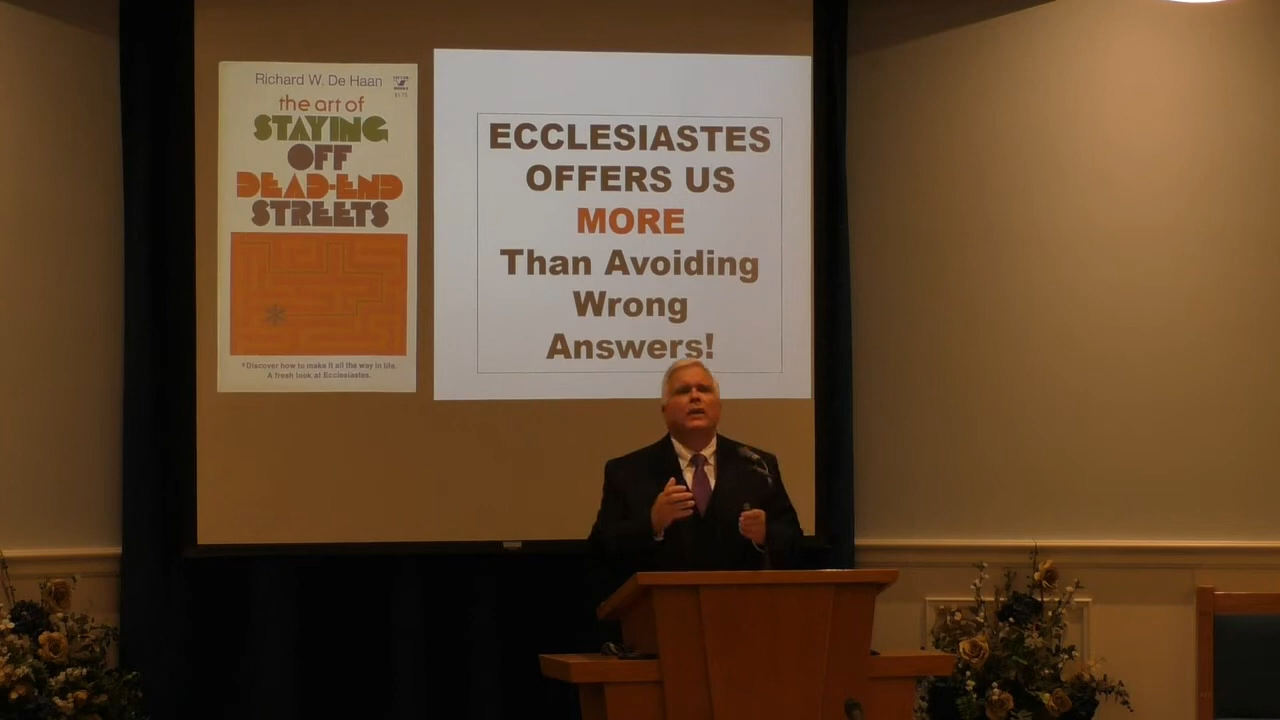 Richard W. De Haan
the art of
STAYING
OFF
DEAD-END
STREETS
*Discover how to make it all the way in life.
A fresh look at Ecclesiastes.
ECCLESIASTES
OFFERS US
MORE
Than Avoiding
Wrong
Answers!